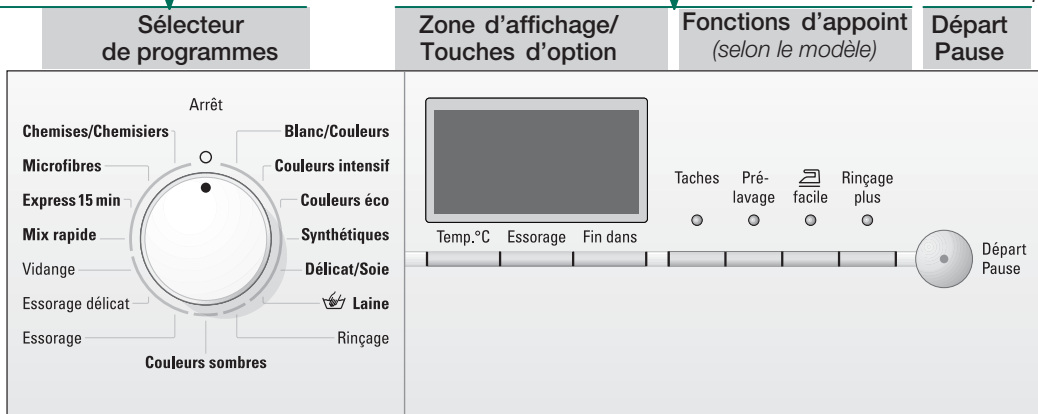 Sélecteur
de programmes
Zone d'affichage/
Touches d'option
Fonctions d'appoint
(selon le modèle)
Départ
Pause
Arrêt
Chemises/Chemisiers
Microfibres
Express 15 min
Mix rapide
Vidange
Essorage délicat
Essorage
Couleurs sombres
Blanc/Couleurs
Couleurs intensif
Couleurs éco
Synthétiques
Délicat/Soie
Laine
Rinçage
Temp.°C Essorage Fin dans
Taches Pré- facile Rinçage
lavage plus
Départ
Pause